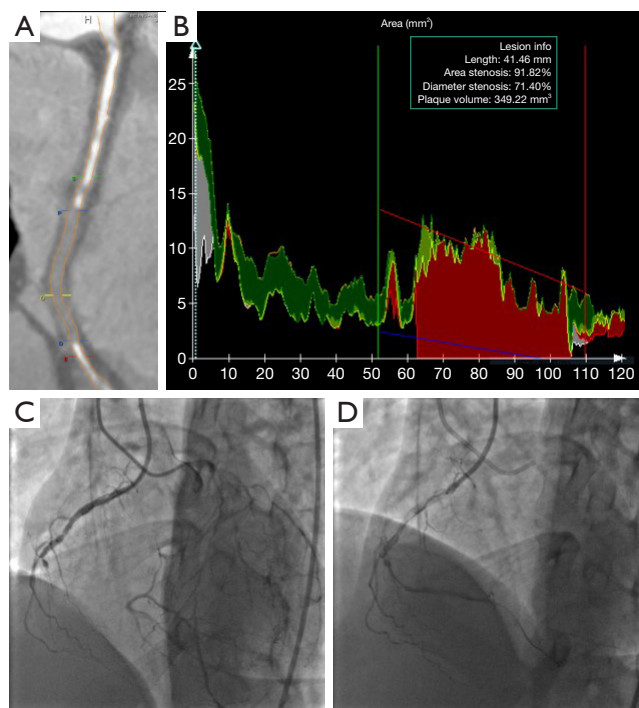 A
H
S
P
O
N
B
Area (mm²)
Lesion info
Length: 41.46 mm
Area stenosis: 91.82%
Diameter stenosis: 71.40%
Plaque volume: 349.22 mm³
25
20
15
10
5
0
0 10 20 30 40 50 60 70 80 90 100 110 120
C
D